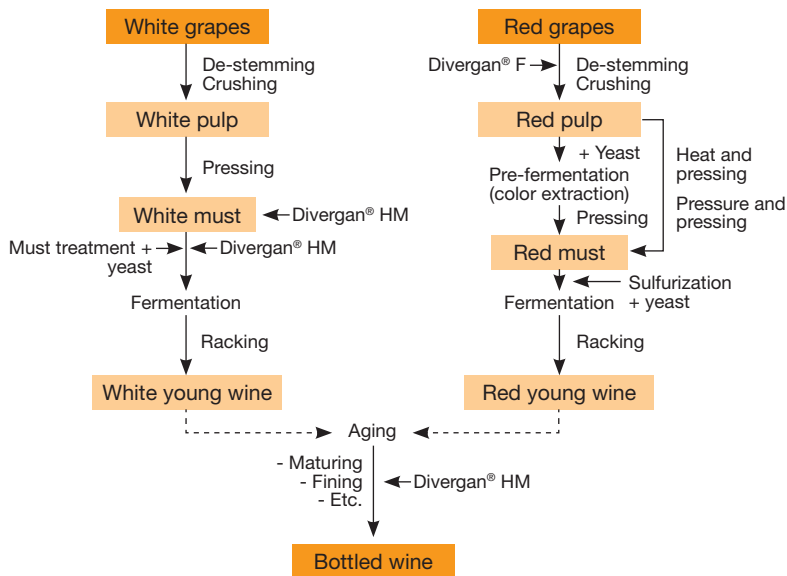 White grapes
De-stemming
Crushing
White pulp
Pressing
White must
Divergan® HM
Must treatment +
yeast
Divergan® HM
Fermentation
Racking
White young wine
Red grapes
Divergan® F
De-stemming
Crushing
Red pulp
+ Yeast
Pre-fermentation
(color extraction)
Pressing
Heat and
pressing
Pressure and
pressing
Red must
Sulfurization
+ yeast
Fermentation
Racking
Red young wine
Aging
- Maturing
- Fining
- Etc.
Divergan® HM
Bottled wine